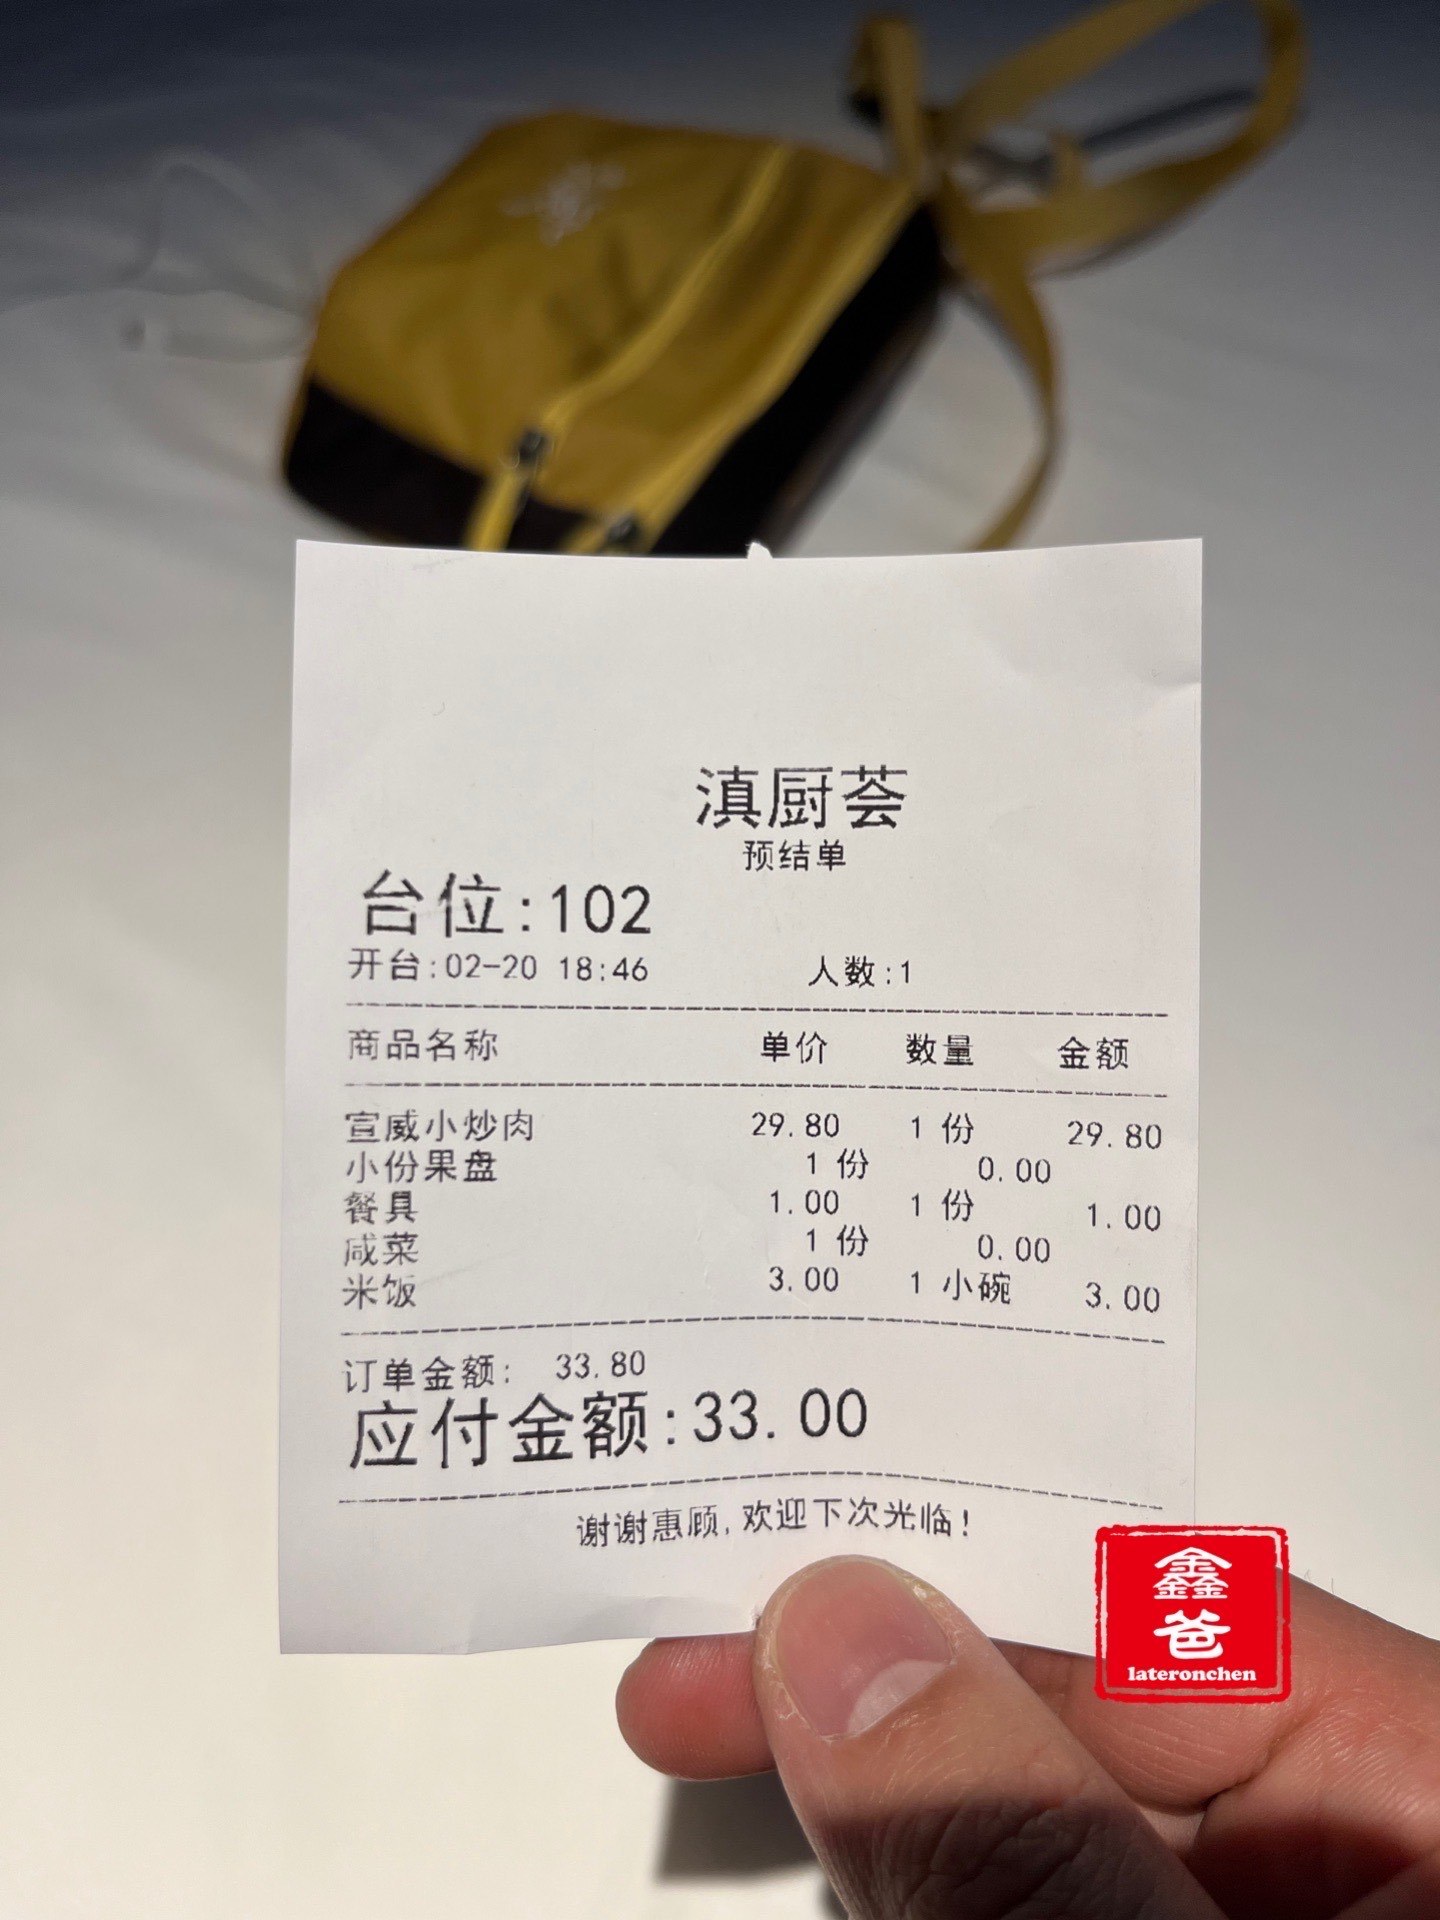 滇厨荟
预结单
台位:102
开台:02-20 18:46 人数:1
商品名称 单价 数量 金额
宣威小炒肉 29.80 1 份 29.80
小份果盘 1 份 0.00
餐具 1.00 1 份 1.00
咸菜 1 份 0.00
米饭 3.00 1 小碗 3.00
订单金额: 33.80
应付金额:33.00
谢谢惠顾,欢迎下次光临!
鑫
爸
lateronchen